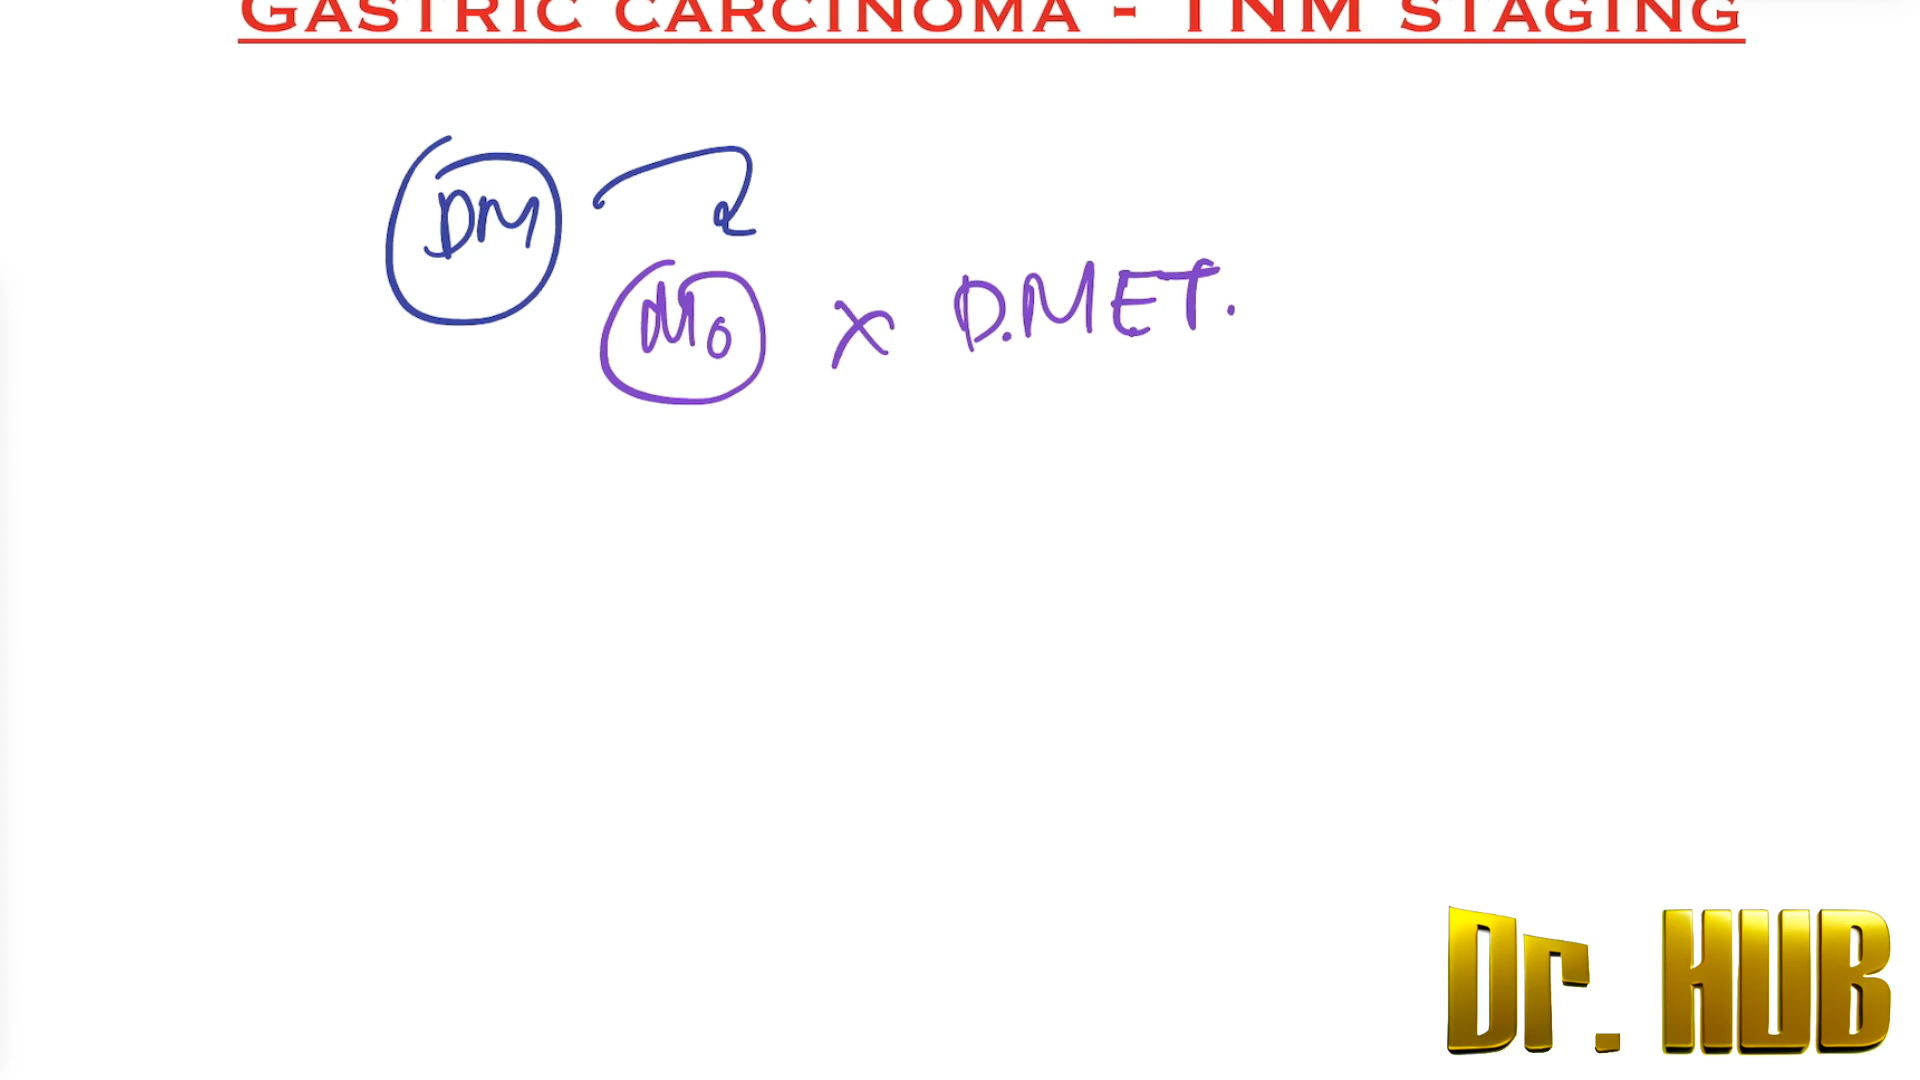 GASTRIC CARCINOMA - TNM STAGING
DM
M0 X D.MET.
Dr. HUB